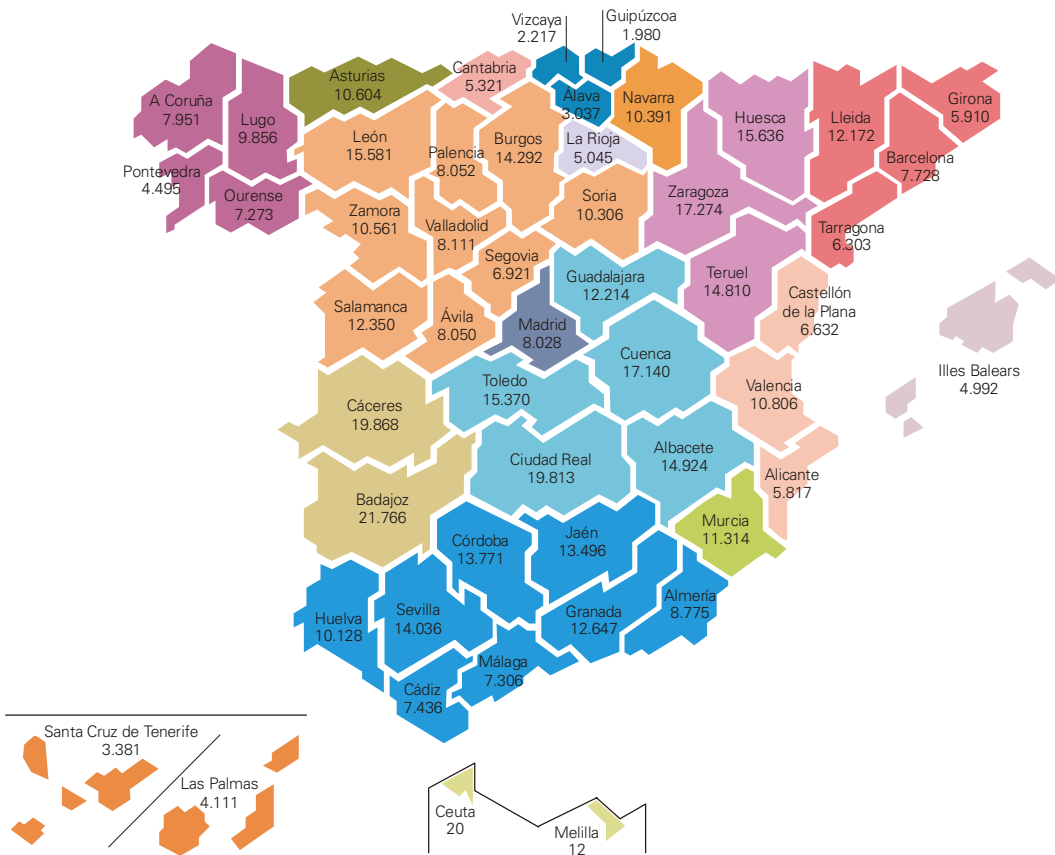 Vizcaya
2.217
Guipúzcoa
1.980
Asturias
10.604
Cantabria
5.321
A Coruña
7.951
Lugo
9.856
Álava
3.037
Navarra
10.391
Huesca
15.636
Lleida
12.172
Girona
5.910
Barcelona
7.728
León
15.581
Palencia
8.052
Burgos
14.292
La Rioja
5.045
Pontevedra
4.495
Ourense
7.273
Zamora
10.561
Valladolid
8.111
Soria
10.306
Zaragoza
17.274
Tarragona
6.303
Segovia
6.921
Guadalajara
12.214
Teruel
14.810
Castellón
de la Plana
6.632
Salamanca
12.350
Ávila
8.050
Madrid
8.028
Cuenca
17.140
Illes Balears
4.992
Toledo
15.370
Valencia
10.806
Cáceres
19.868
Ciudad Real
19.813
Albacete
14.924
Alicante
5.817
Badajoz
21.766
Murcia
11.314
Córdoba
13.771
Jaén
13.496
Huelva
10.128
Sevilla
14.036
Granada
12.647
Almería
8.775
Málaga
7.306
Cádiz
7.436
Santa Cruz de Tenerife
3.381
Las Palmas
4.111
Ceuta
20
Melilla
12